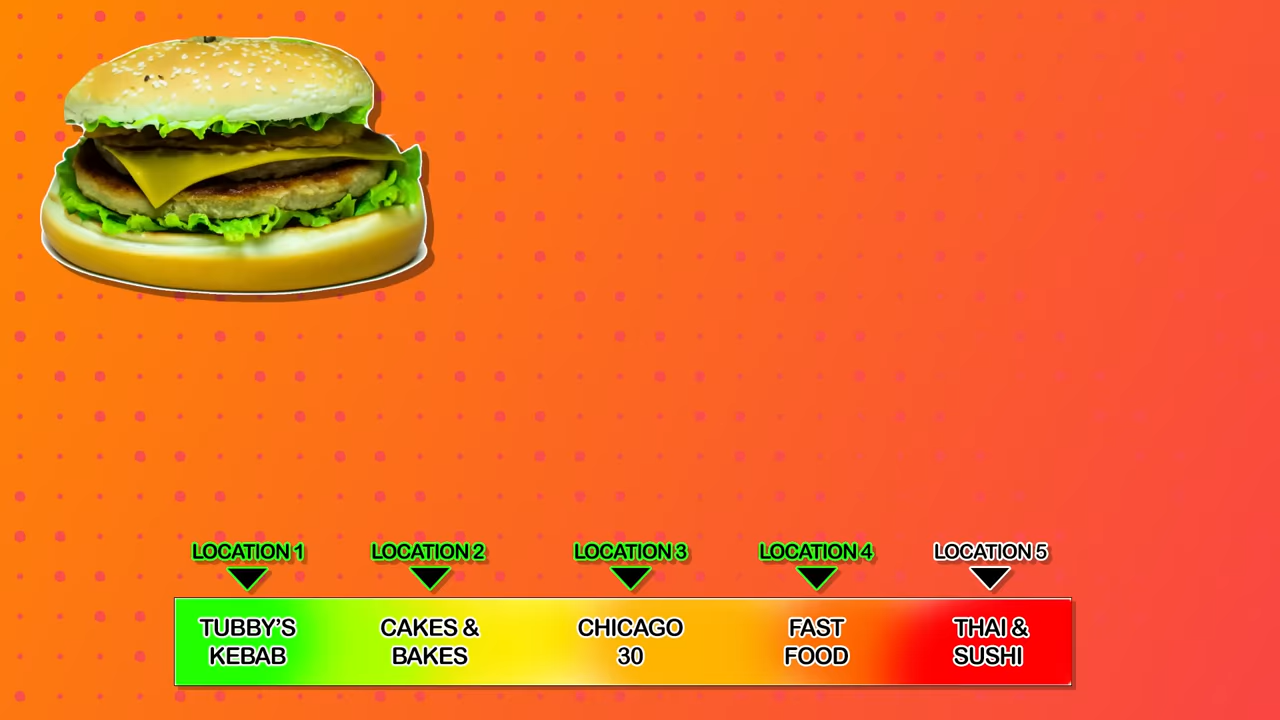 LOCATION 1
LOCATION 2
LOCATION 3
LOCATION 4
LOCATION 5
TUBBY'S
KEBAB
CAKES &
BAKES
CHICAGO
30
FAST
FOOD
THAI &
SUSHI